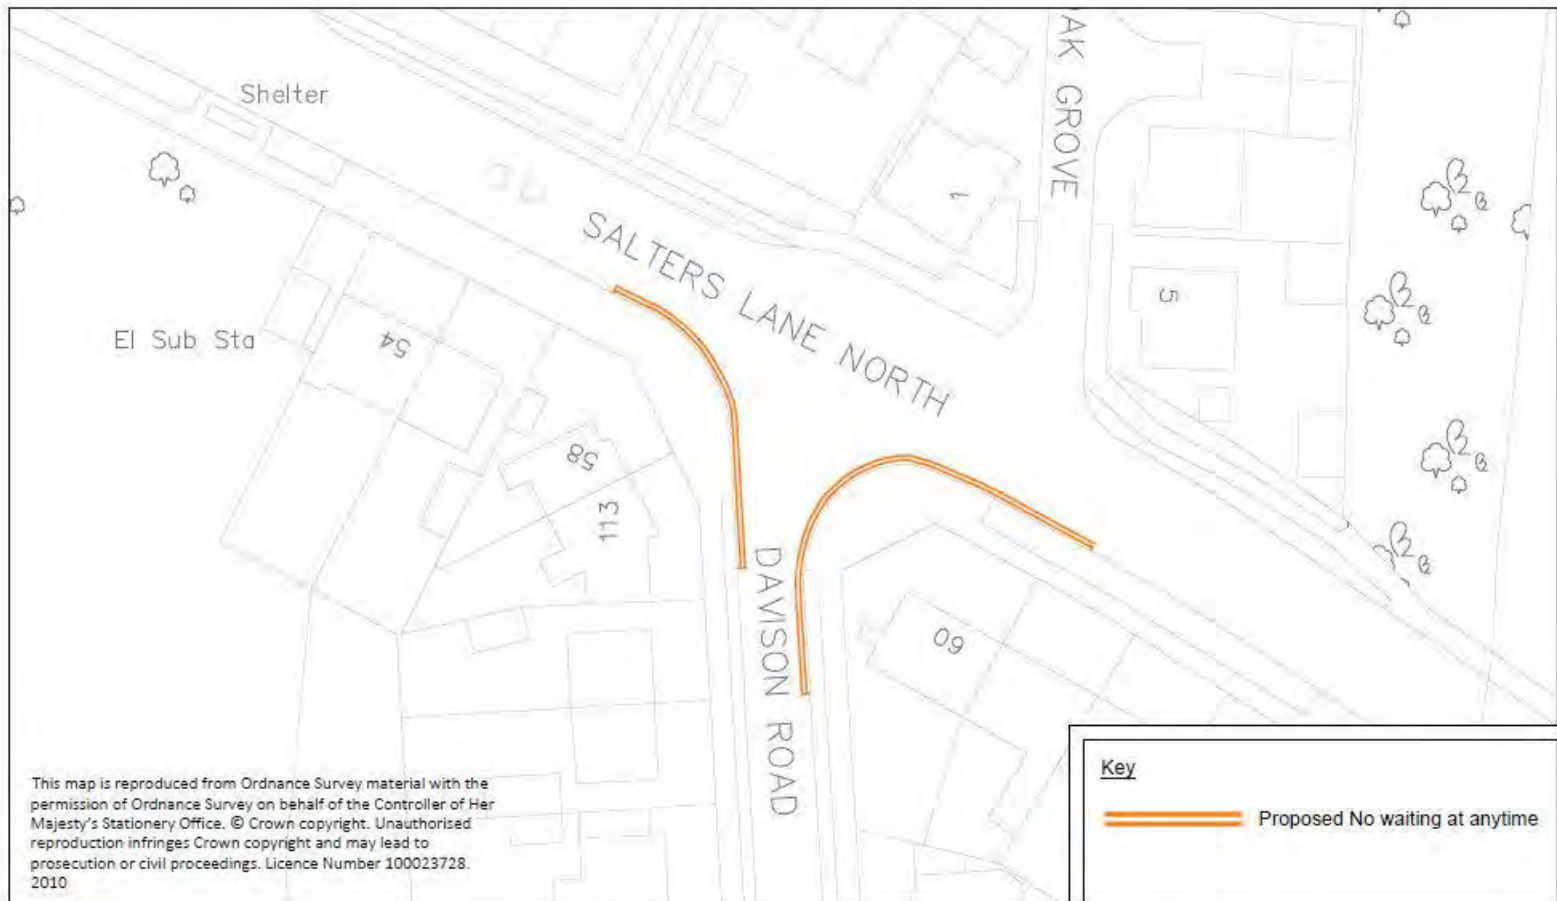 Shelter
AK GROVE
SALTERS LANE NORTH
1
5
El Sub Sta
54
58
113
DAVISON ROAD
60
Key
Proposed No waiting at anytime
This map is reproduced from Ordnance Survey material with the
permission of Ordnance Survey on behalf of the Controller of Her
Majesty's Stationery Office. © Crown copyright. Unauthorised
reproduction infringes Crown copyright and may lead to
prosecution or civil proceedings. Licence Number 100023728.
2010